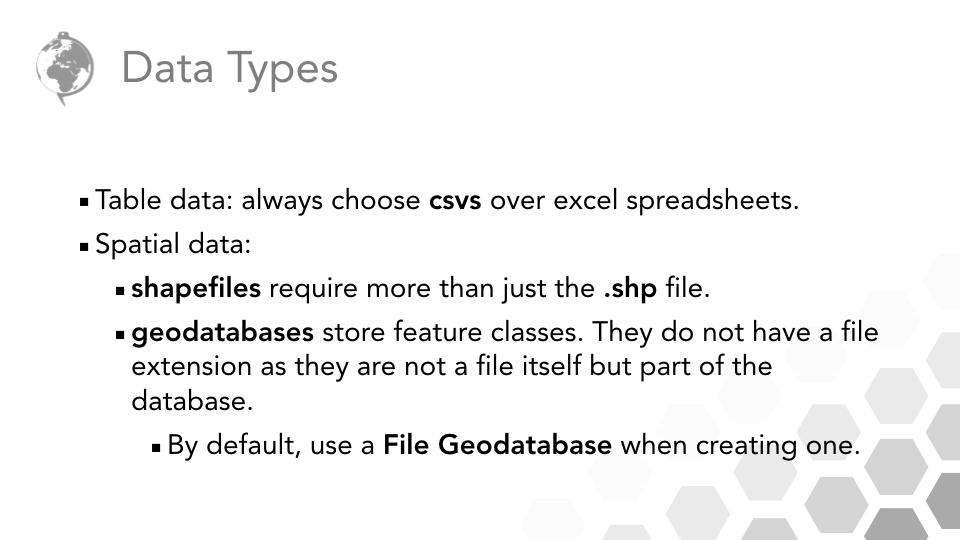 Data Types
▪ Table data: always choose csvs over excel spreadsheets.
▪ Spatial data:
▪ shapefiles require more than just the .shp file.
▪ geodatabases store feature classes. They do not have a file
extension as they are not a file itself but part of the
database.
▪ By default, use a File Geodatabase when creating one.